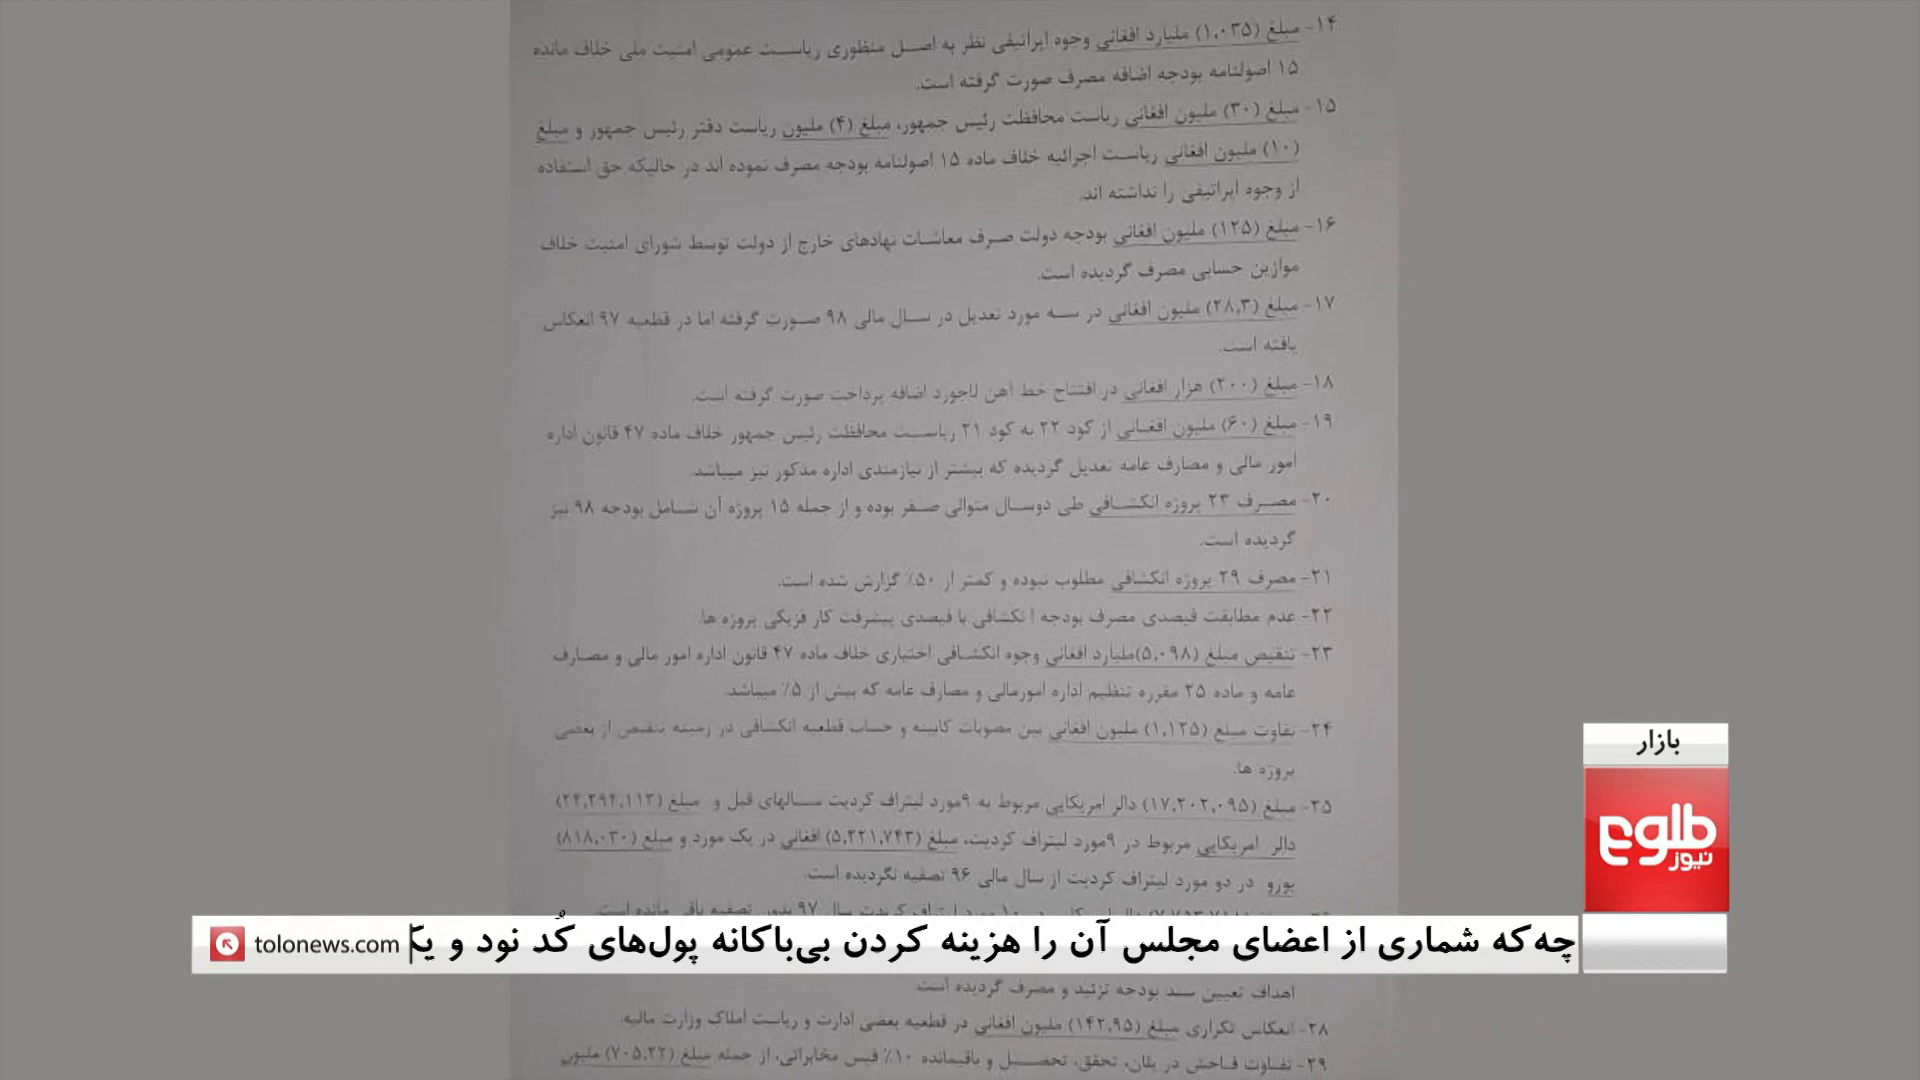 ۱۴- مبلغ (۱,۰۳۵) ملیارد افغانی وجوه اپراتیفی نظر به اصل منظوری ریاست عمومی امنیت ملی خلاف مانده
۱۵ اصولنامه بودجه اضافه مصرف صورت گرفته است.
۱۵- مبلغ (۳۰) ملیون افغانی ریاست محافظت رئیس جمهور، مبلغ (۴) ملیون ریاست دفتر رئیس جمهور و مبلغ
(۱۰) ملیون افغانی ریاست اجرائیه خلاف ماده ۱۵ اصولنامه بودجه مصرف نموده اند در حالیکه حق استفاده
از وجوه اپراتیفی را نداشته اند.
۱۶- مبلغ (۱۲۵) ملیون افغانی بودجه دولت صرف معاشات نهادهای خارج از دولت توسط شورای امنیت خلاف
موازین حسابی مصرف گردیده است.
۱۷- مبلغ (۲۸,۳) ملیون افغانی در سه مورد تعدیل در سال مالی ۹۸ صورت گرفته اما در قطعیه ۹۷ انعکاس
یافته است.
۱۸- مبلغ (۲۰۰) هزار افغانی در افتتاح خط آهن لاجورد اضافه پرداخت صورت گرفته است.
۱۹- مبلغ (۶۰) ملیون افغانی از کود ۲۲ به کود ۲۱ ریاست محافظت رئیس جمهور خلاف ماده ۴۷ قانون اداره
امور مالی و مصارف عامه تعدیل گردیده که بیشتر از نیازمندی اداره مذکور نیز میباشد.
۲۰- مصرف ۲۳ پروژه انکشافی طی دوسال متوالی صفر بوده و از جمله ۱۵ پروژه آن شامل بودجه ۹۸ نیز
گردیده است.
۲۱- مصرف ۲۹ پروژه انکشافی مطلوب نبوده و کمتر از ۵۰٪ گزارش شده است.
۲۲- عدم مطابقت فیصدی مصرف بودجه انکشافی با فیصدی پیشرفت کار فزیکی پروژه ها.
۲۳- تنقیص مبلغ (۵,۰۹۸)ملیارد افغانی وجوه انکشافی اختیاری خلاف ماده ۴۷ قانون اداره امور مالی و مصارف
عامه و ماده ۲۵ مقرره تنظیم اداره امورمالی و مصارف عامه که بیش از ۵٪ میباشد.
۲۴- تفاوت مبلغ (۱,۱۲۵) ملیون افغانی بین مصوبات کابینه و حساب قطعیه انکشافی در زمینه تنقیص از بعضی
پروژه ها.
۲۵- مبلغ (۱۷,۲۰۲,۰۹۵) دالر امریکایی مربوط به ۹مورد لیتراف کردیت سالهای قبل و مبلغ (۲۴,۲۹۴,۱۱۳)
دالر امریکایی مربوط در ۹مورد لیتراف کردیت، مبلغ (۵,۲۲۱,۷۴۳) افغانی در یک مورد و مبلغ (۸۱۸,۰۳۰)
یورو در دو مورد لیتراف کردیت از سال مالی ۹۶ تصفیه نگردیده است.
بازار
طلوع
نیوز
چه‌که شماری از اعضای مجلس آن را هزینه کردن بی‌باکانه پول‌های کُد نود و یک
tolonews.com
اهداف تعیین سند بودجه تزئید و مصرف گردیده است.
۲۸- انعکاس تکراری مبلغ (۱۴۲,۹۵) ملیون افغانی در قطعیه بعضی ادارت و ریاست املاک وزارت مالیه.
۲۹- تفاوت فاحش در پلان، تحقق، تحصیل و باقیمانده ۱۰٪ فیس مخابراتی، از جمله مبلغ (۷۰۵,۲۲) ملیون